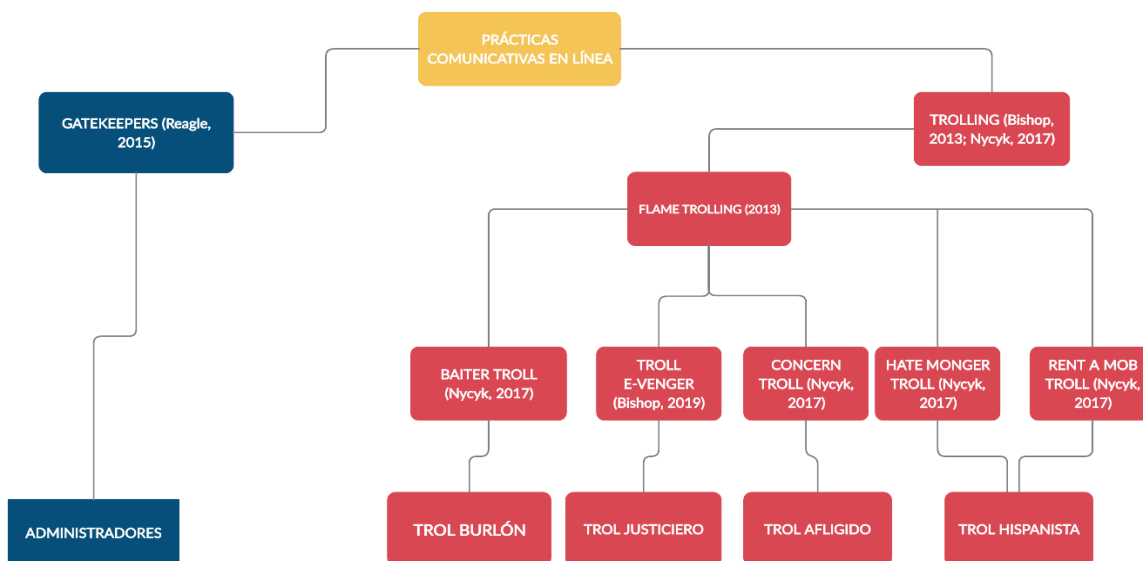 PRÁCTICAS
COMUNICATIVAS EN LÍNEA
GATEKEEPERS (Reagle,
2015)
TROLLING (Bishop,
2013; Nycyk, 2017)
FLAME TROLLING (2013)
BAITER TROLL
(Nycyk, 2017)
TROLL
E-VENGER
(Bishop, 2019)
CONCERN
TROLL (Nycyk,
2017)
HATE MONGER
TROLL (Nycyk,
2017)
RENT A MOB
TROLL (Nycyk,
2017)
ADMINISTRADORES
TROL BURLÓN
TROL JUSTICIERO
TROL AFLIGIDO
TROL HISPANISTA